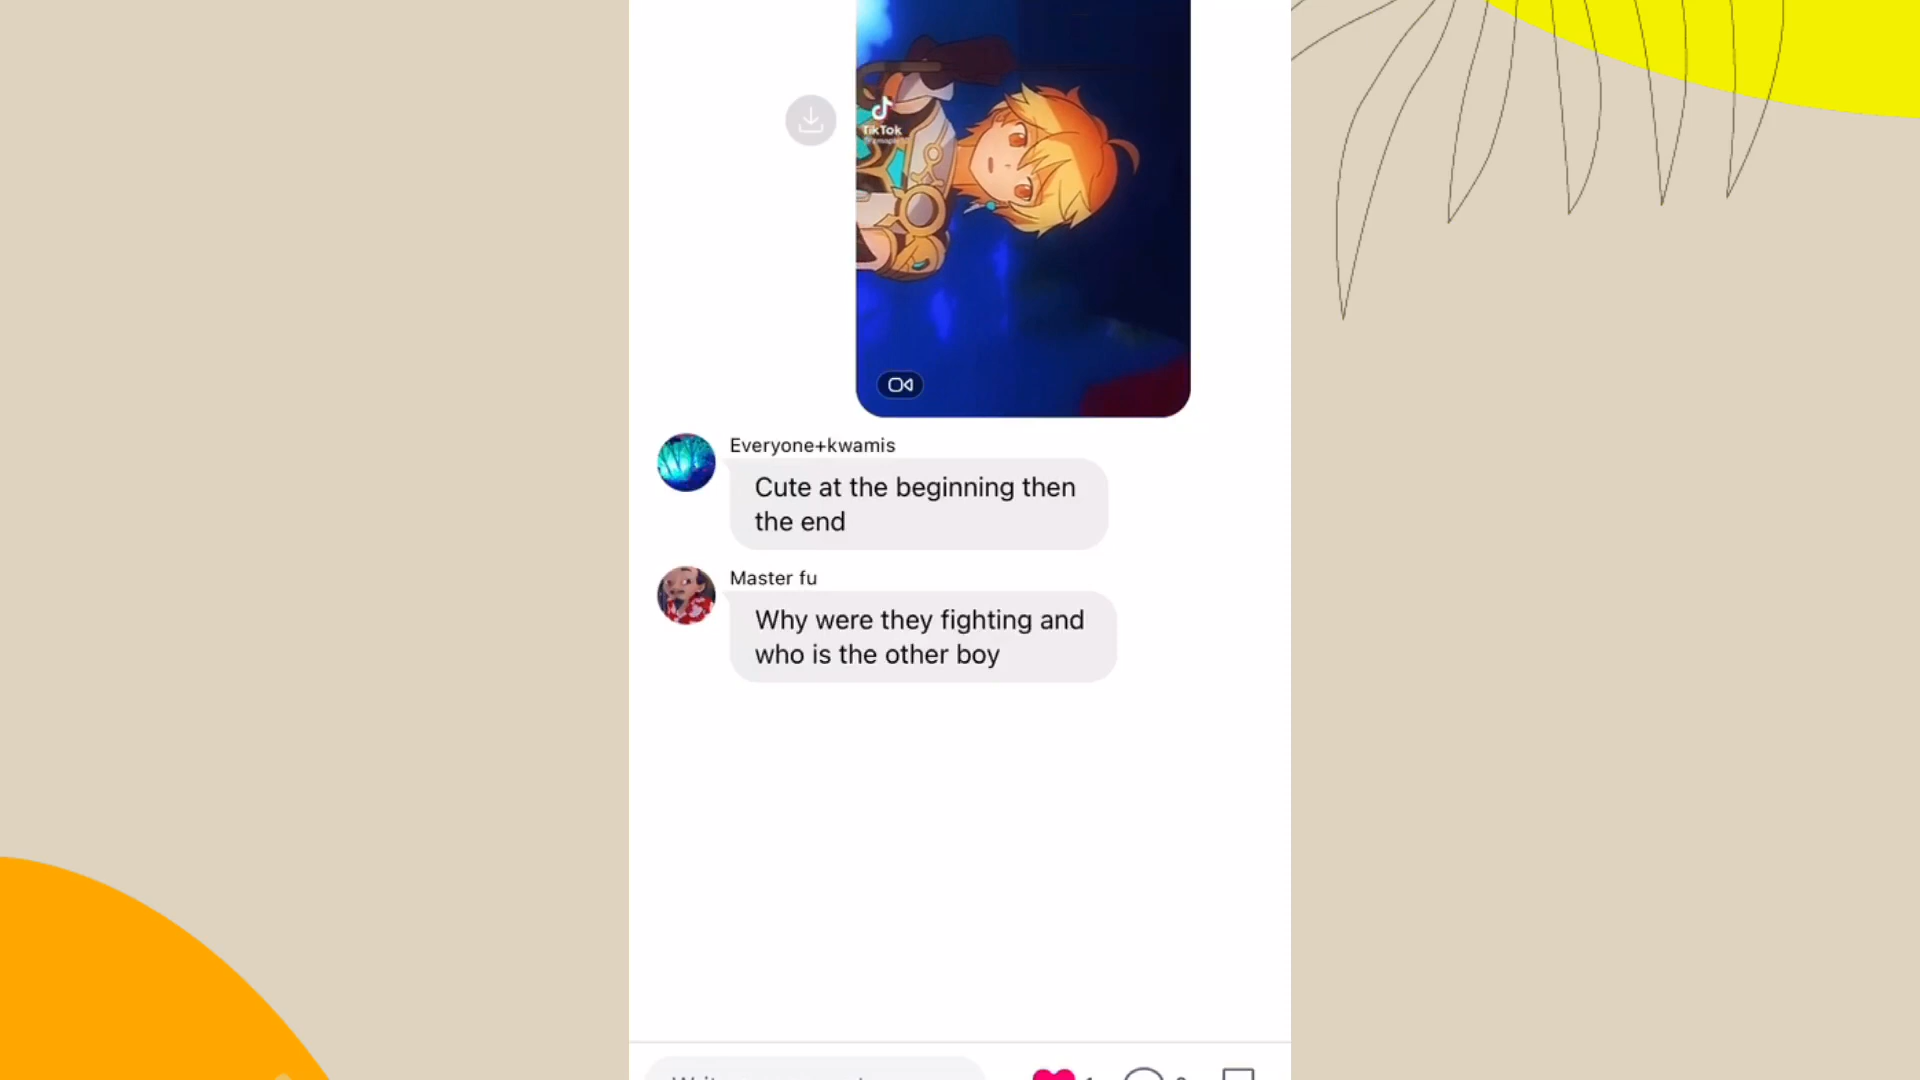 TikTok
Everyone+kwamis
Cute at the beginning then
the end
Master fu
Why were they fighting and
who is the other boy